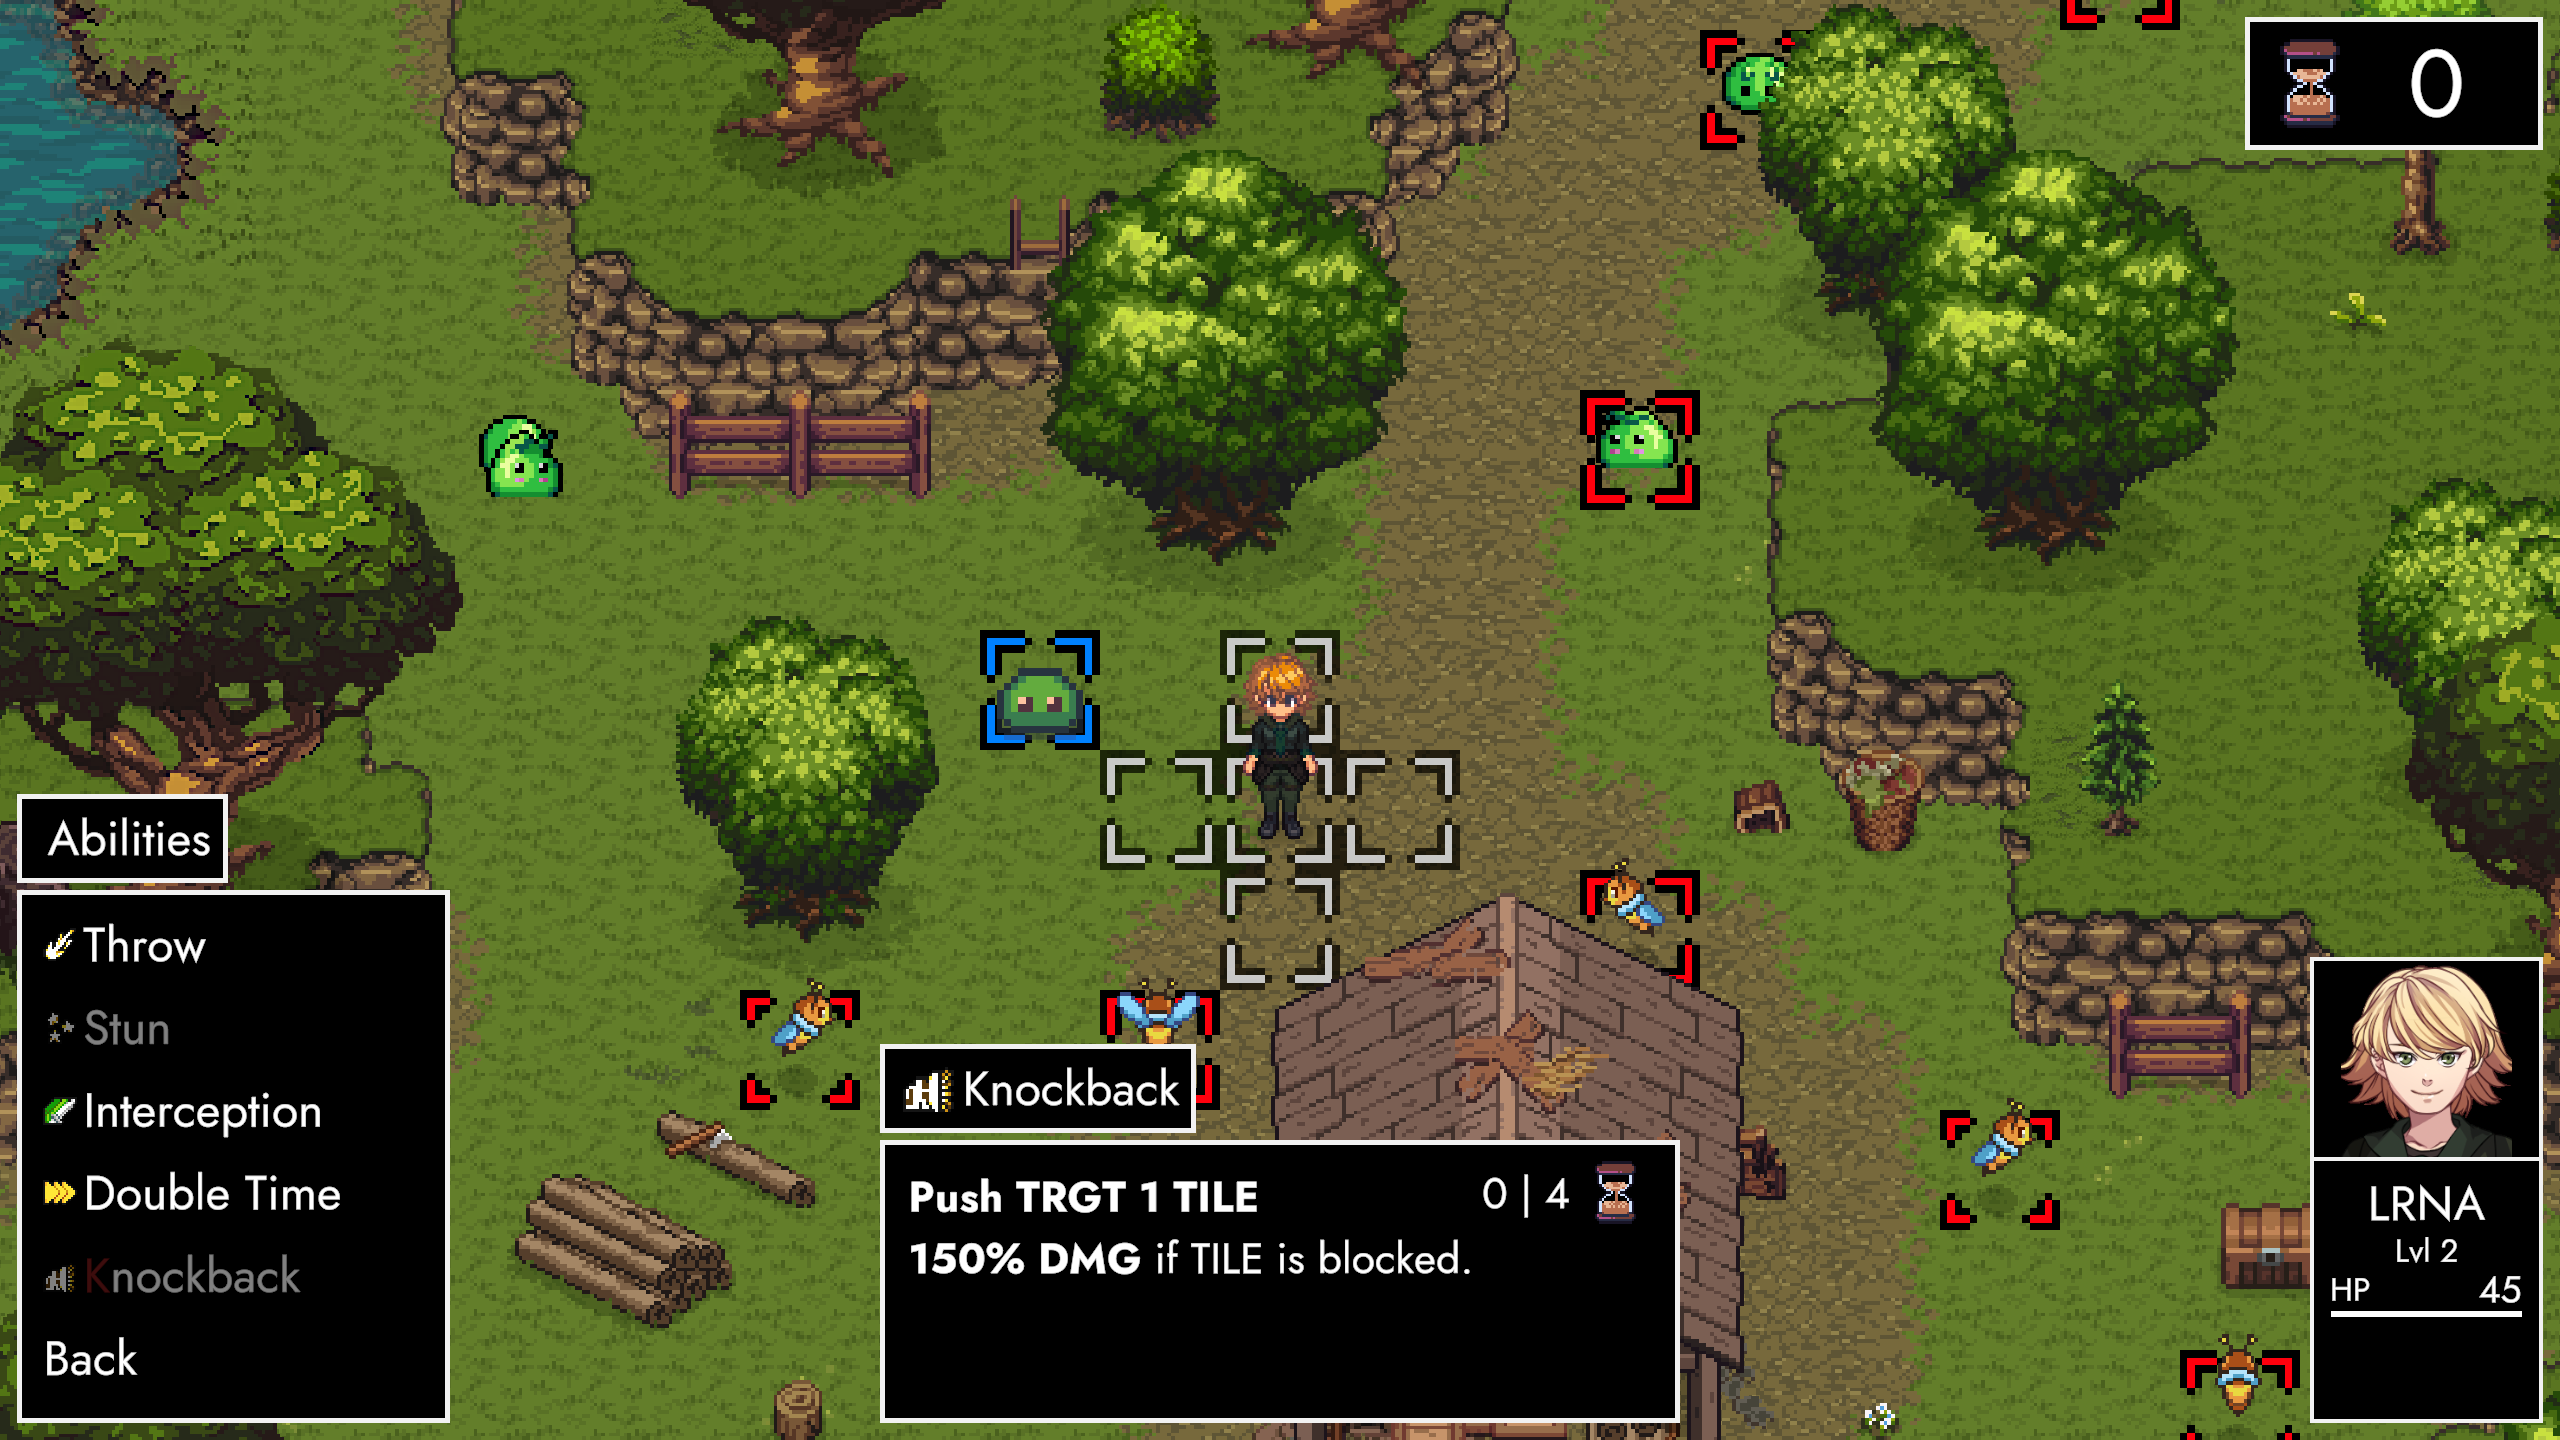 0
Abilities
Throw
Stun
Interception
Double Time
Knockback
Back
Knockback
Push TRGT 1 TILE
0 | 4
150% DMG if TILE is blocked.
LRNA
Lvl 2
HP 45